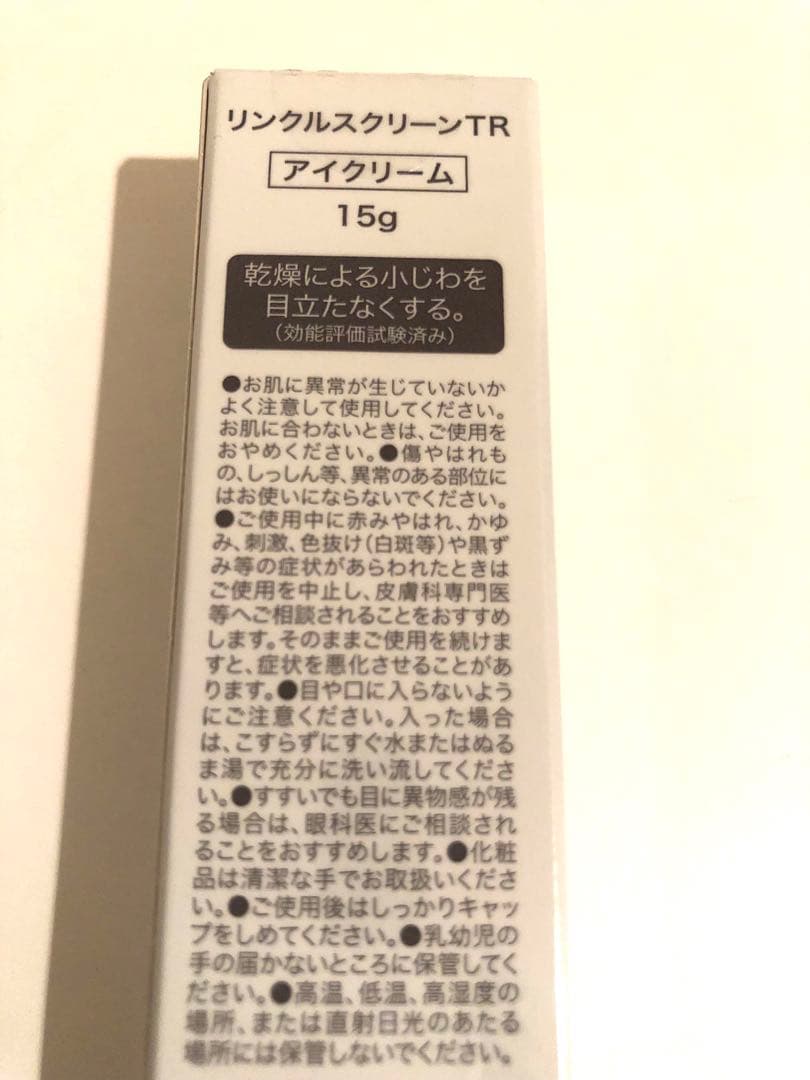 リンクルスクリーンTR
アイクリーム
15g
乾燥による小じわを
目立たなくする。
(効能評価試験済み)
●お肌に異常が生じていないか
よく注意して使用してください。
お肌に合わないときは、ご使用を
おやめください。●傷やはれも
の、しっしん等、異常のある部位に
はお使いにならないでください。
●ご使用中に赤みやはれ、かゆ
み、刺激、色抜け(白斑等)や黒ず
み等の症状があらわれたときは
ご使用を中止し、皮膚科専門医
等へご相談されることをおすすめ
します。そのままご使用を続けま
すと、症状を悪化させることがあ
ります。●目や口に入らないよう
にご注意ください。入った場合
は、こすらずにすぐ水またはぬる
ま湯で充分に洗い流してくださ
い。●すすいでも目に異物感が残
る場合は、眼科医にご相談され
ることをおすすめします。●化粧
品は清潔な手でお取扱いくださ
い。●ご使用後はしっかりキャッ
プをしめてください。●乳幼児の
手の届かないところに保管してく
ださい。●高温、低温、高湿度の
場所、または直射日光のあたる
場所には保管しないでください。